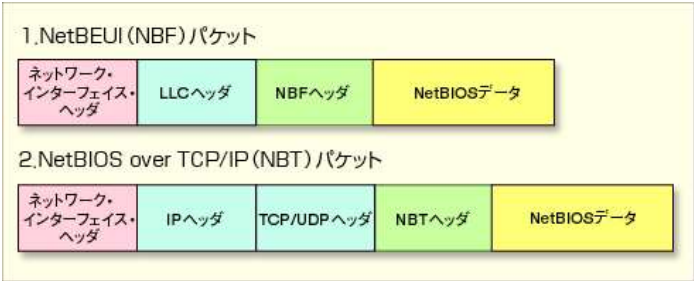 1.NetBEUI(NBF)パケット
ネットワーク・
インターフェイス・
ヘッダ
LLCヘッダ
NBFヘッダ
NetBIOSデータ
2.NetBIOS over TCP/IP(NBT)パケット
ネットワーク・
インターフェイス・
ヘッダ
IPヘッダ
TCP/UDPヘッダ
NBTヘッダ
NetBIOSデータ